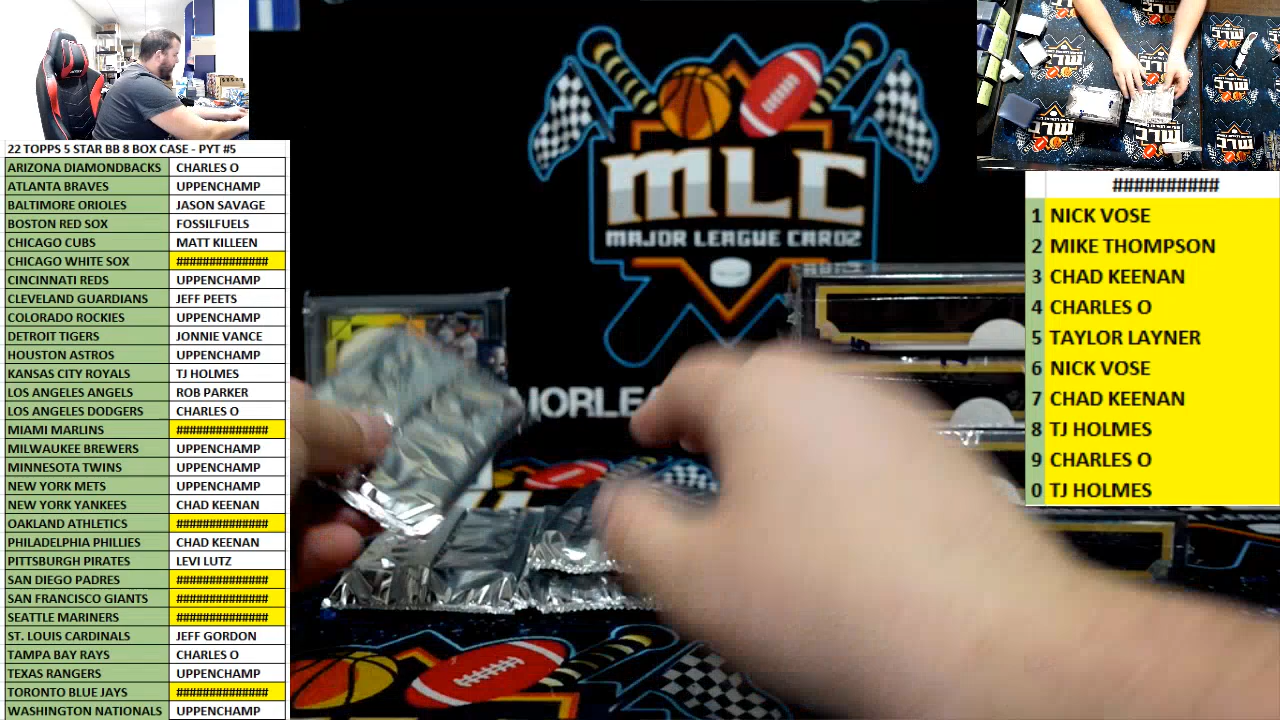 22 TOPPS 5 STAR BB 8 BOX CASE - PYT #5
ARIZONA DIAMONDBACKS CHARLES O
ATLANTA BRAVES UPPENCHAMP
BALTIMORE ORIOLES JASON SAVAGE
BOSTON RED SOX FOSSILFUELS
CHICAGO CUBS MATT KILLEEN
CHICAGO WHITE SOX ##############
CINCINNATI REDS UPPENCHAMP
CLEVELAND GUARDIANS JEFF PEETS
COLORADO ROCKIES UPPENCHAMP
DETROIT TIGERS JONNIE VANCE
HOUSTON ASTROS UPPENCHAMP
KANSAS CITY ROYALS TJ HOLMES
LOS ANGELES ANGELS ROB PARKER
LOS ANGELES DODGERS CHARLES O
MIAMI MARLINS ##############
MILWAUKEE BREWERS UPPENCHAMP
MINNESOTA TWINS UPPENCHAMP
NEW YORK METS UPPENCHAMP
NEW YORK YANKEES CHAD KEENAN
OAKLAND ATHLETICS ##############
PHILADELPHIA PHILLIES CHAD KEENAN
PITTSBURGH PIRATES LEVI LUTZ
SAN DIEGO PADRES ##############
SAN FRANCISCO GIANTS ##############
SEATTLE MARINERS ##############
ST. LOUIS CARDINALS JEFF GORDON
TAMPA BAY RAYS CHARLES O
TEXAS RANGERS UPPENCHAMP
TORONTO BLUE JAYS ##############
WASHINGTON NATIONALS UPPENCHAMP
MLC
MAJOR LEAGUE CARDZ
##########
1 NICK VOSE
2 MIKE THOMPSON
3 CHAD KEENAN
4 CHARLES O
5 TAYLOR LAYNER
6 NICK VOSE
7 CHAD KEENAN
8 TJ HOLMES
9 CHARLES O
0 TJ HOLMES